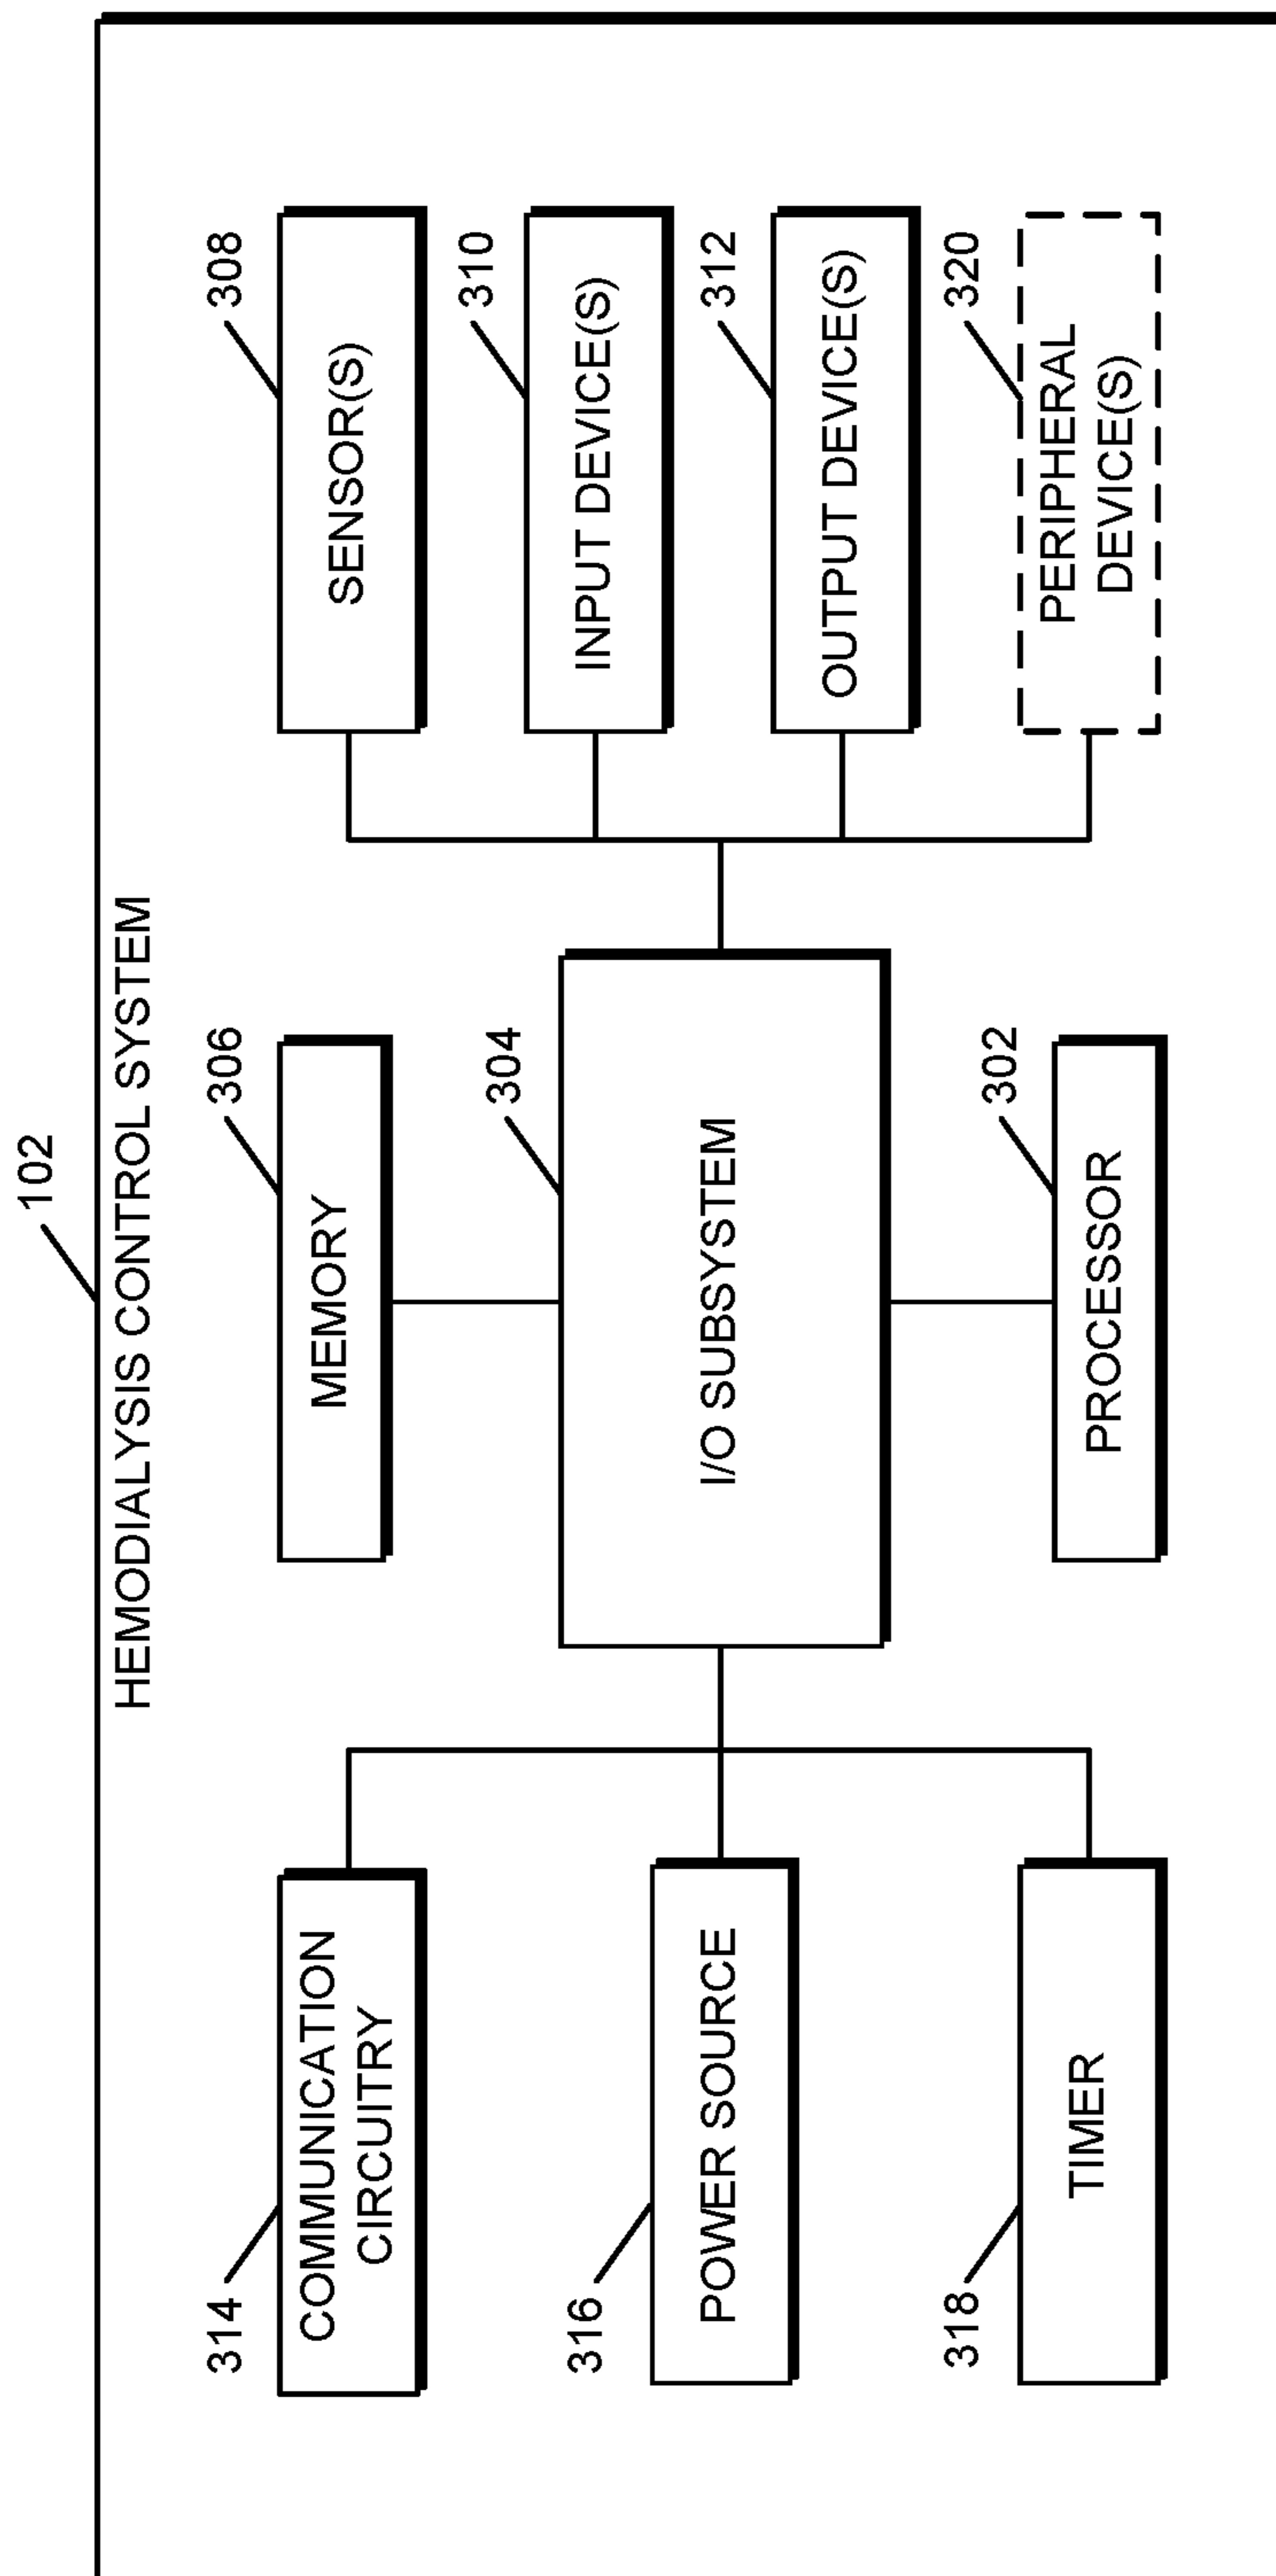 102
HEMODIALYSIS CONTROL SYSTEM
314
COMMUNICATION
CIRCUITRY
306
MEMORY
308
SENSOR(S)
310
INPUT DEVICE(S)
316
POWER SOURCE
304
I/O SUBSYSTEM
312
OUTPUT DEVICE(S)
318
TIMER
302
PROCESSOR
320
PERIPHERAL
DEVICE(S)